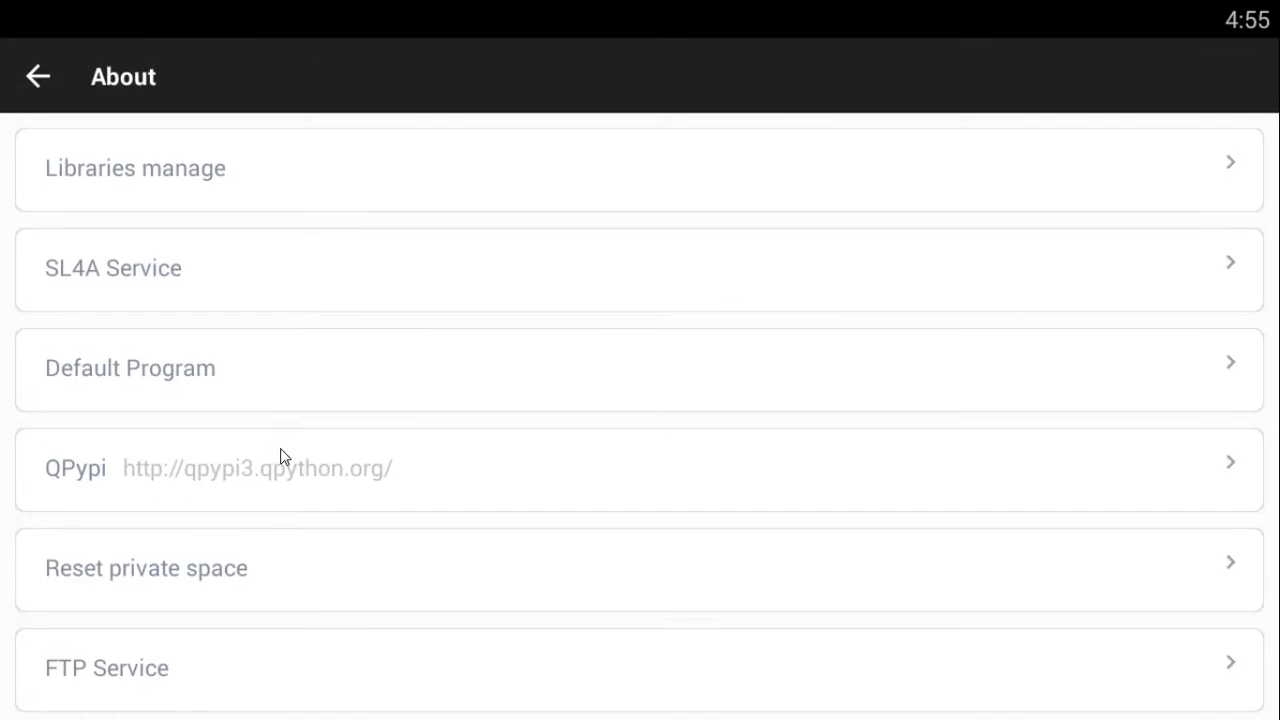 4:55
About
Libraries manage
SL4A Service
Default Program
QPypi http://qpypi3.qpython.org/
Reset private space
FTP Service